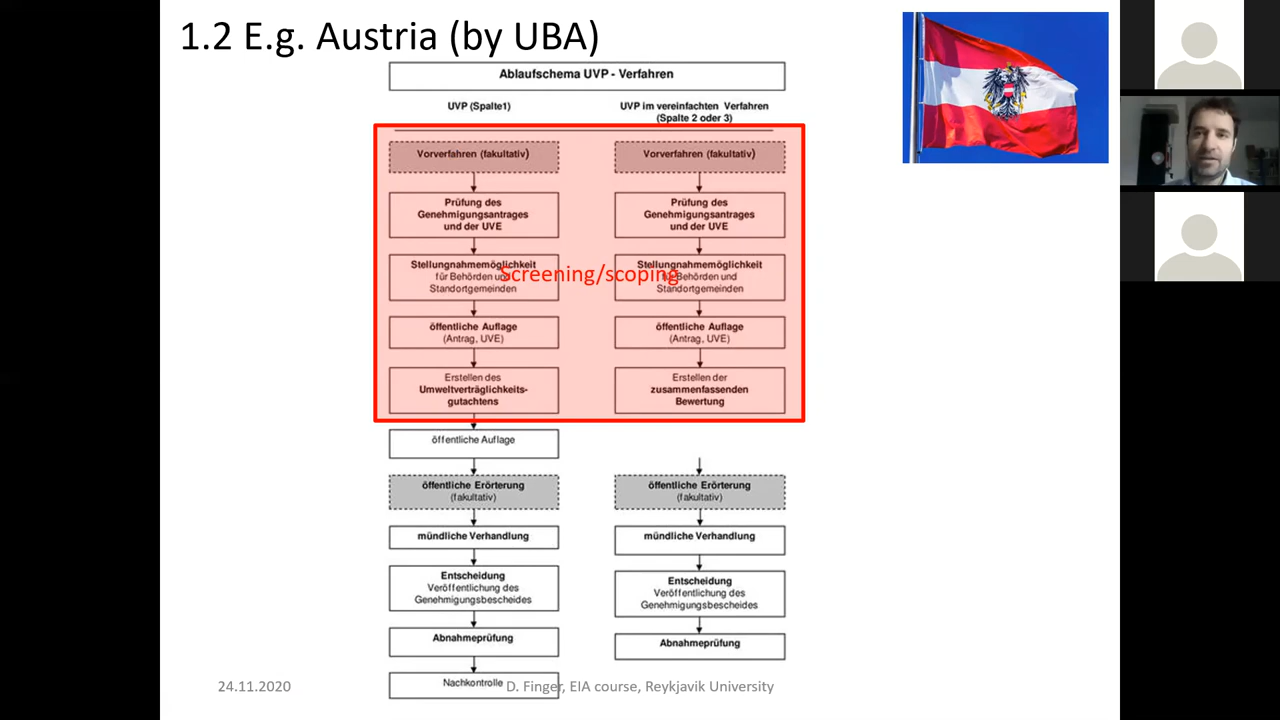 1.2 E.g. Austria (by UBA)
Ablaufschema UVP - Verfahren
UVP (Spalte1)
UVP im vereinfachten Verfahren
(Spalte 2 oder 3)
Vorverfahren (fakultativ)
Vorverfahren (fakultativ)
Prüfung des
Genehmigungsantrages
und der UVE
Prüfung des
Genehmigungsantrages
und der UVE
Stellungnahmemöglichkeit
für Behörden und
Standortgemeinden
Stellungnahmemöglichkeit
für Behörden und
Standortgemeinden
Screening/scoping
öffentliche Auflage
(Antrag, UVE)
öffentliche Auflage
(Antrag, UVE)
Erstellen des
Umweltverträglichkeits-
gutachtens
Erstellen der
zusammenfassenden
Bewertung
öffentliche Auflage
öffentliche Erörterung
(fakultativ)
öffentliche Erörterung
(fakultativ)
mündliche Verhandlung
mündliche Verhandlung
Entscheidung
Veröffentlichung des
Genehmigungsbescheides
Entscheidung
Veröffentlichung des
Genehmigungsbescheides
Abnahmeprüfung
Abnahmeprüfung
Nachkontrolle
24.11.2020
D. Finger, EIA course, Reykjavik University